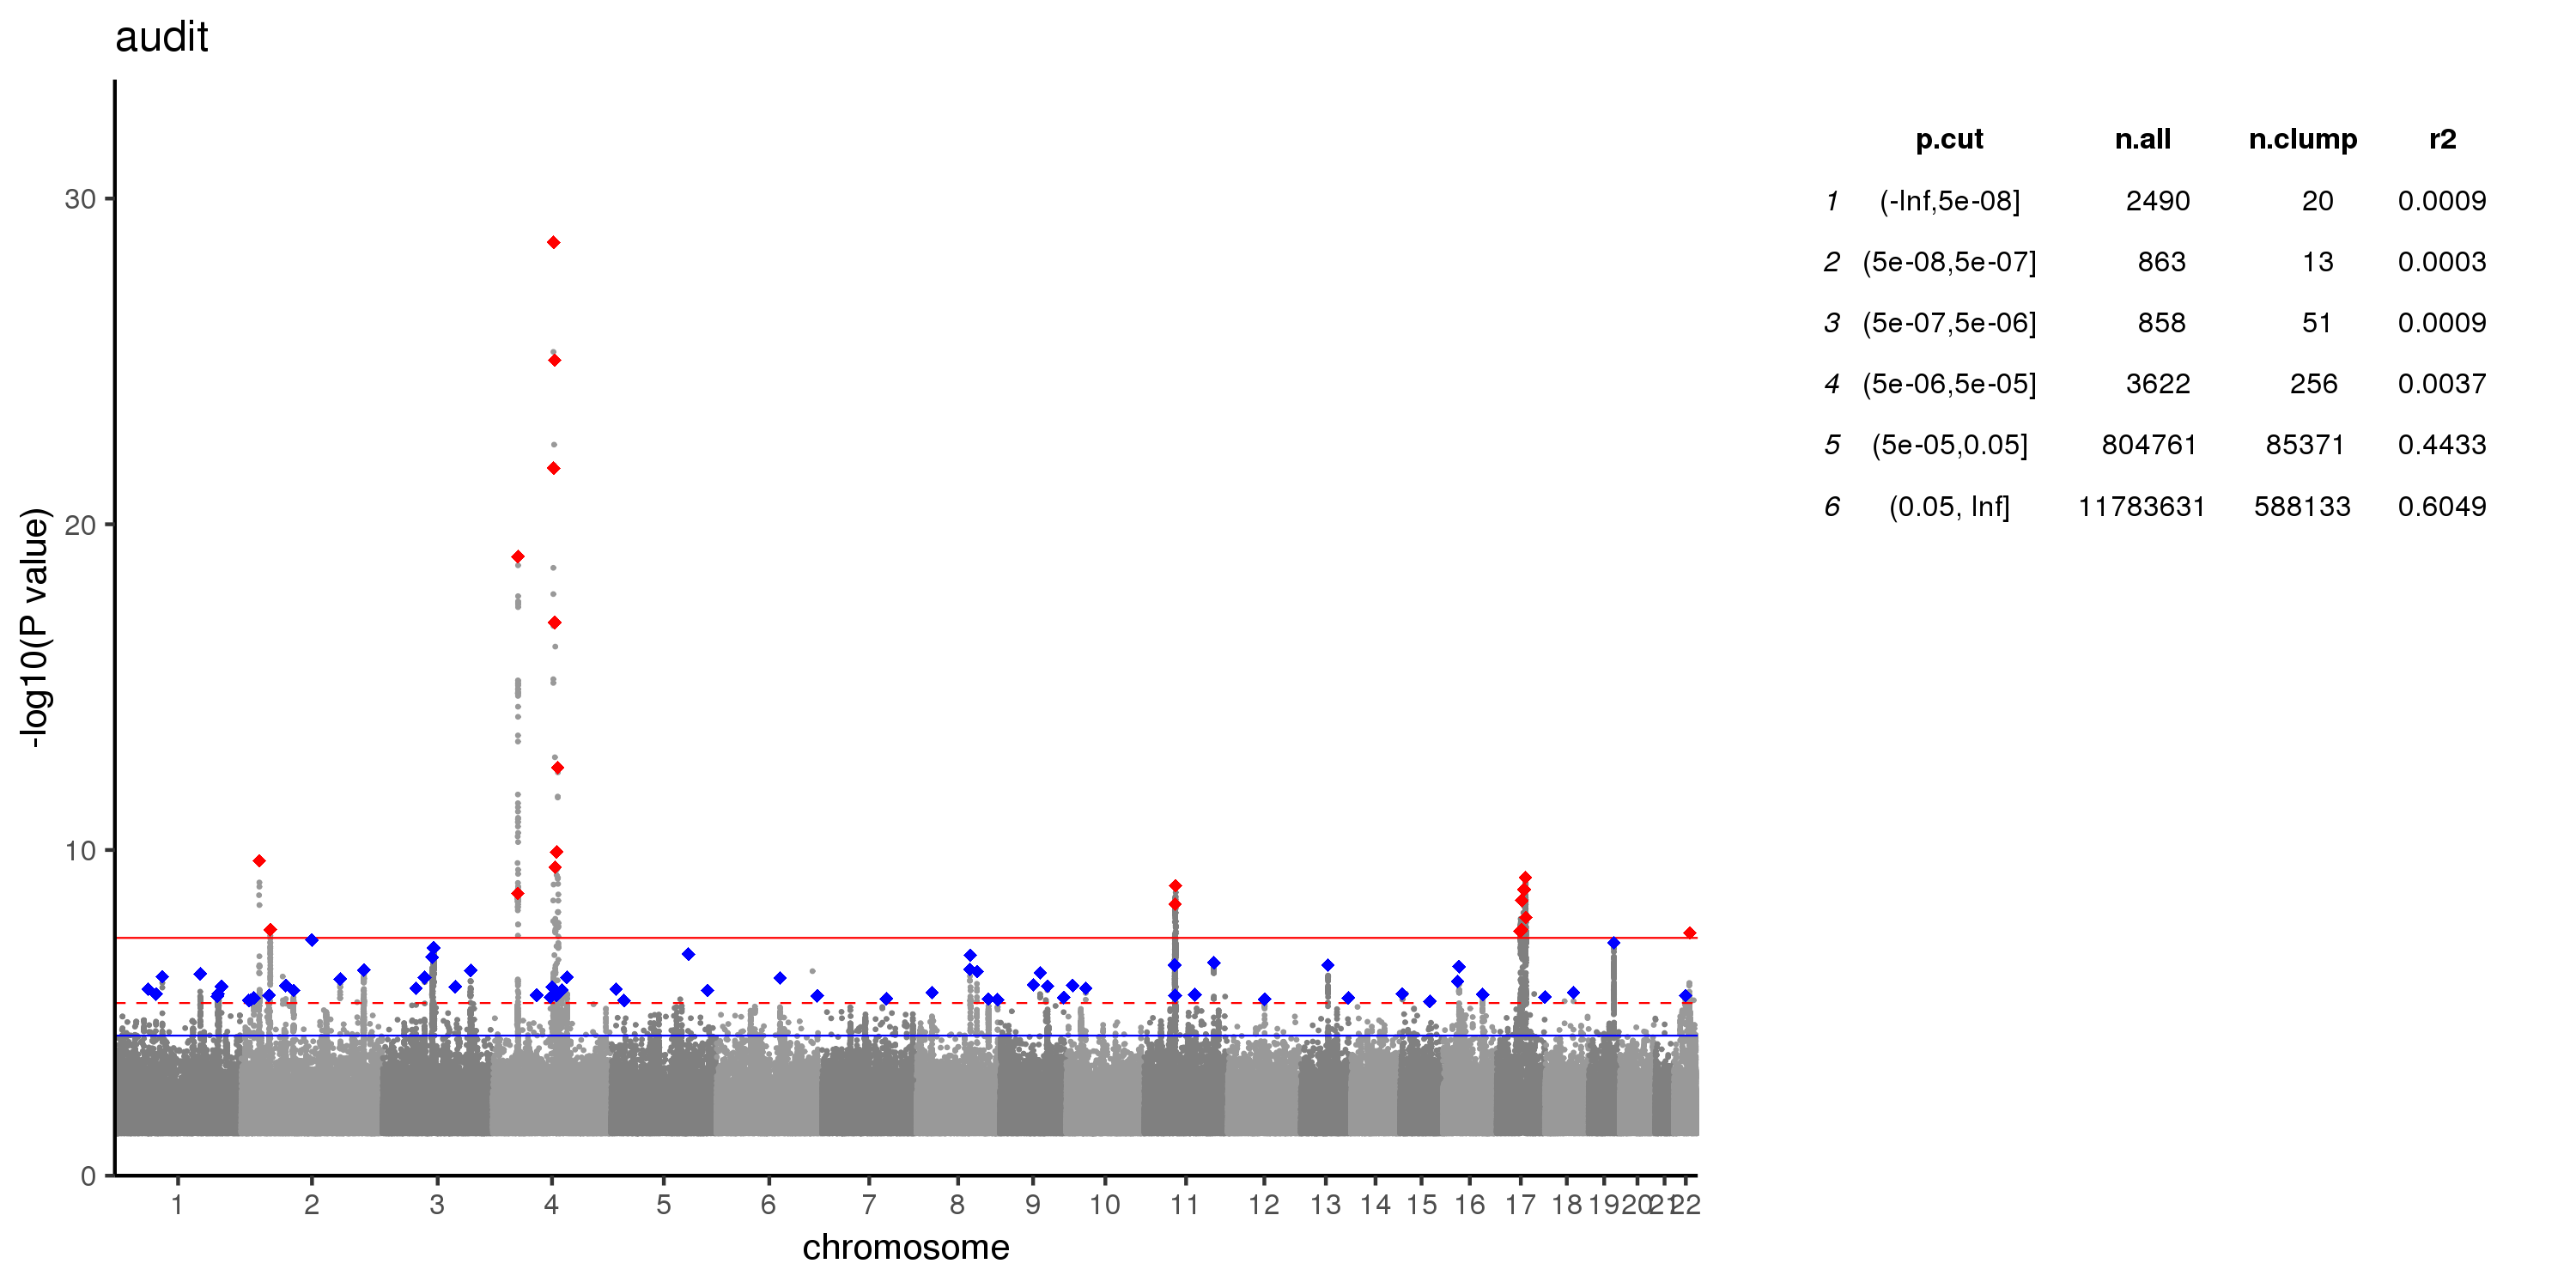 audit
-log10(P value)
30
20
10
0
1 2 3 4 5 6 7 8 9 10 11 12 13 14 15 16 17 18 19 20 21 22
chromosome
p.cut n.all n.clump r2
1 (-Inf,5e-08] 2490 20 0.0009
2 (5e-08,5e-07] 863 13 0.0003
3 (5e-07,5e-06] 858 51 0.0009
4 (5e-06,5e-05] 3622 256 0.0037
5 (5e-05,0.05] 804761 85371 0.4433
6 (0.05, Inf] 11783631 588133 0.6049